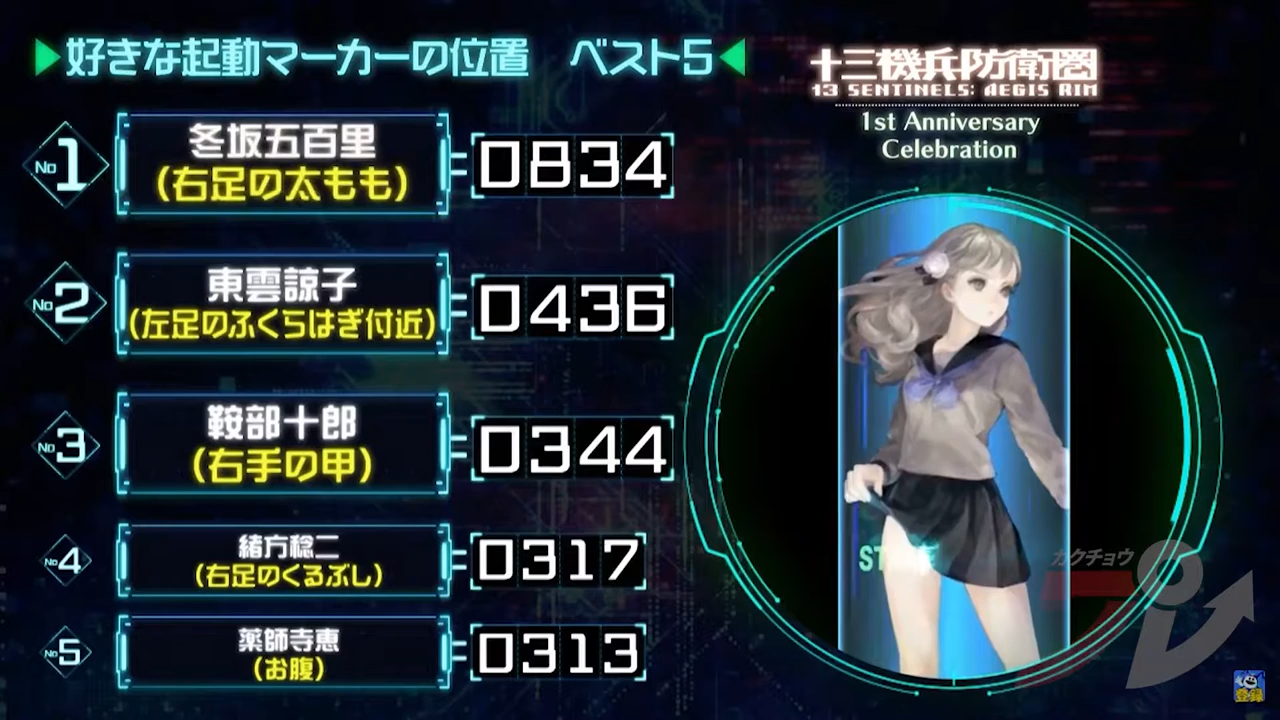 好きな起動マーカーの位置 ベスト5
No1
冬坂五百里
(右足の太もも)
0834
No2
東雲諒子
(左足のふくらはぎ付近)
0436
No3
鞍部十郎
(右手の甲)
0344
No4
緒方稔二
(右足のくるぶし)
0317
No5
薬師寺恵
(お腹)
0313
十三機兵防衛圏
13 SENTINELS: AEGIS RIM
1st Anniversary
Celebration
ST
カクチョウ
登録